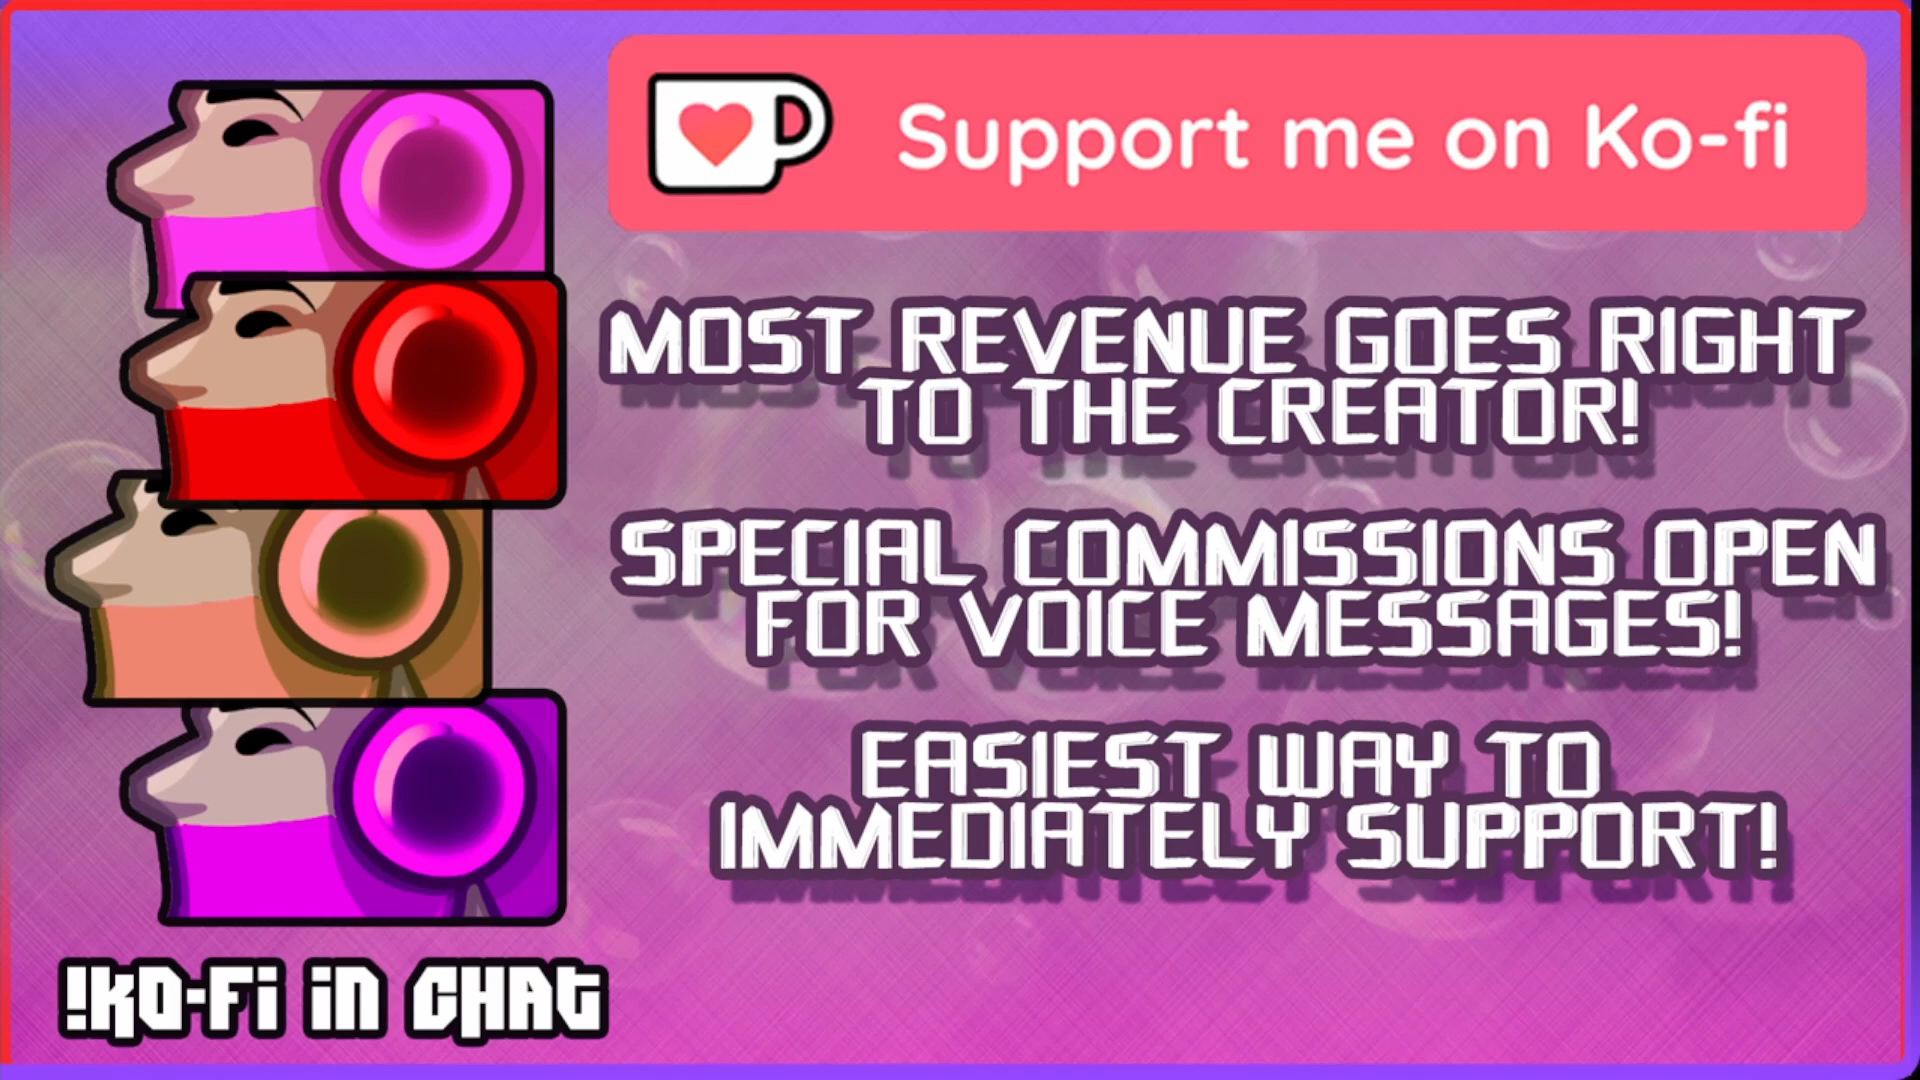 Support me on Ko-fi
MOST REVENUE GOES RIGHT
TO THE CREATOR!
SPECIAL COMMISSIONS OPEN
FOR VOICE MESSAGES!
EASIEST WAY TO
IMMEDIATELY SUPPORT!
!KO-Fi in CHAt